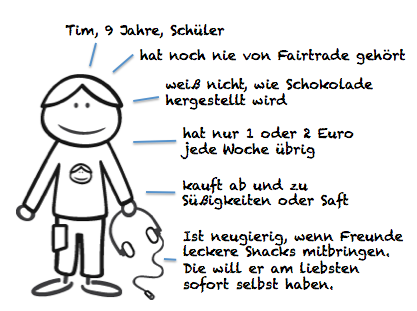 Tim, 9 Jahre, Schüler
hat noch nie von Fairtrade gehört
weiß nicht, wie Schokolade
hergestellt wird
hat nur 1 oder 2 Euro
jede Woche übrig
kauft ab und zu
Süßigkeiten oder Saft
Ist neugierig, wenn Freunde
leckere Snacks mitbringen.
Die will er am liebsten
sofort selbst haben.